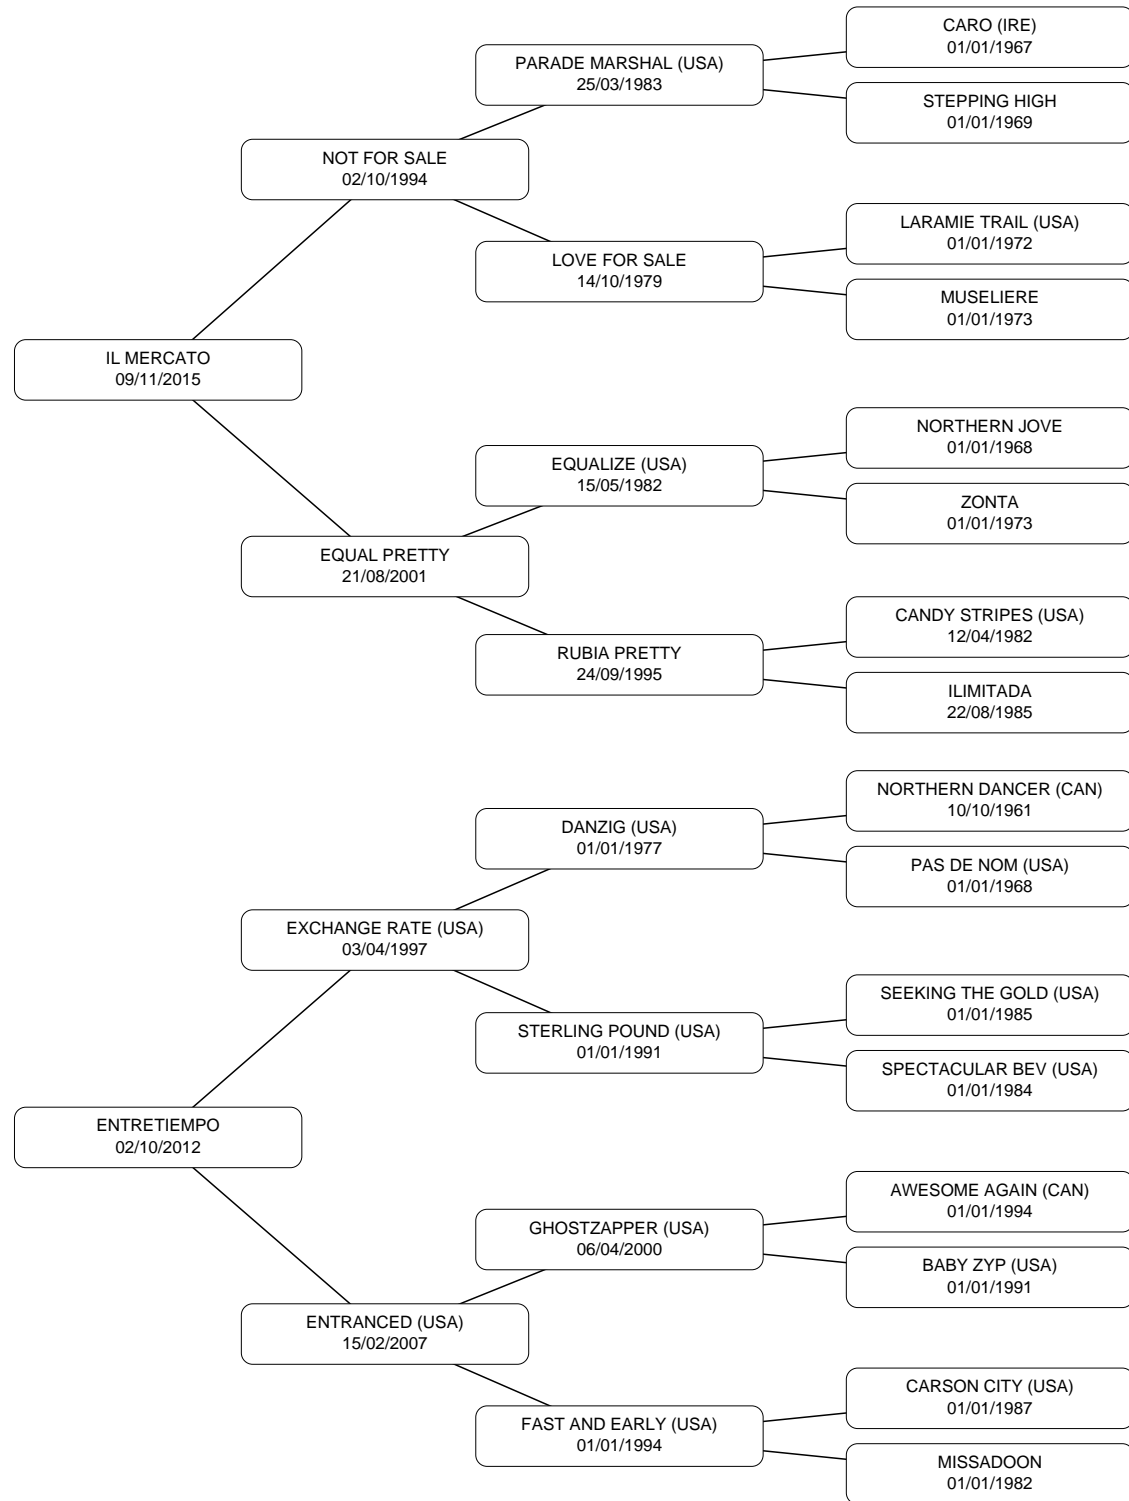 CARO (IRE)
01/01/1967
PARADE MARSHAL (USA)
25/03/1983
STEPPING HIGH
01/01/1969
NOT FOR SALE
02/10/1994
LARAMIE TRAIL (USA)
01/01/1972
LOVE FOR SALE
14/10/1979
MUSELIERE
01/01/1973
IL MERCATO
09/11/2015
NORTHERN JOVE
01/01/1968
EQUALIZE (USA)
15/05/1982
ZONTA
01/01/1973
EQUAL PRETTY
21/08/2001
CANDY STRIPES (USA)
12/04/1982
RUBIA PRETTY
24/09/1995
ILIMITADA
22/08/1985
NORTHERN DANCER (CAN)
10/10/1961
DANZIG (USA)
01/01/1977
PAS DE NOM (USA)
01/01/1968
EXCHANGE RATE (USA)
03/04/1997
SEEKING THE GOLD (USA)
01/01/1985
STERLING POUND (USA)
01/01/1991
SPECTACULAR BEV (USA)
01/01/1984
ENTRETIEMPO
02/10/2012
AWESOME AGAIN (CAN)
01/01/1994
GHOSTZAPPER (USA)
06/04/2000
BABY ZYP (USA)
01/01/1991
ENTRANCED (USA)
15/02/2007
CARSON CITY (USA)
01/01/1987
FAST AND EARLY (USA)
01/01/1994
MISSADOON
01/01/1982